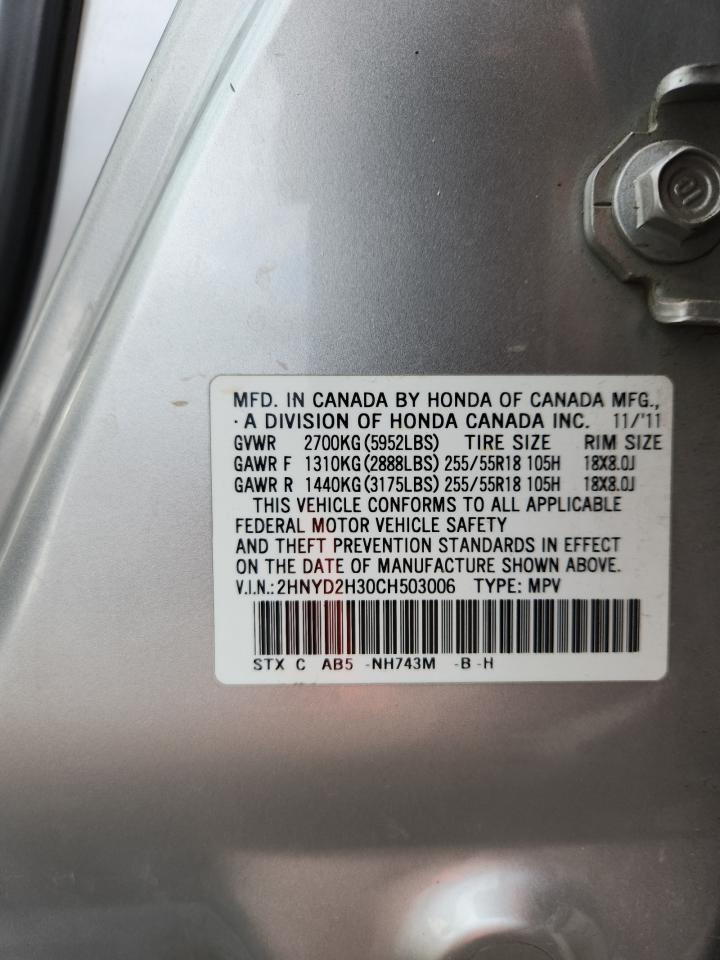 MFD. IN CANADA BY HONDA OF CANADA MFG.,
· A DIVISION OF HONDA CANADA INC. 11/'11
GVWR 2700KG(5952LBS) TIRE SIZE RIM SIZE
GAWR F 1310KG(2888LBS) 255/55R18 105H 18X8.0J
GAWR R 1440KG(3175LBS) 255/55R18 105H 18X8.0J
THIS VEHICLE CONFORMS TO ALL APPLICABLE
FEDERAL MOTOR VEHICLE SAFETY
AND THEFT PREVENTION STANDARDS IN EFFECT
ON THE DATE OF MANUFACTURE SHOWN ABOVE.
V.I.N.:2HNYD2H30CH503006 TYPE: MPV
STX C AB5 -NH743M -B -H